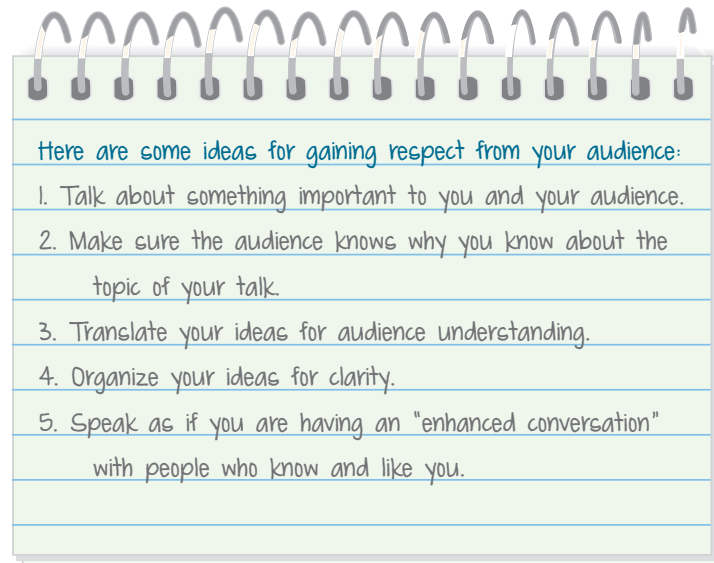 Here are some ideas for gaining respect from your audience:
1. Talk about something important to you and your audience.
2. Make sure the audience knows why you know about the
topic of your talk.
3. Translate your ideas for audience understanding.
4. Organize your ideas for clarity.
5. Speak as if you are having an "enhanced conversation"
with people who know and like you.